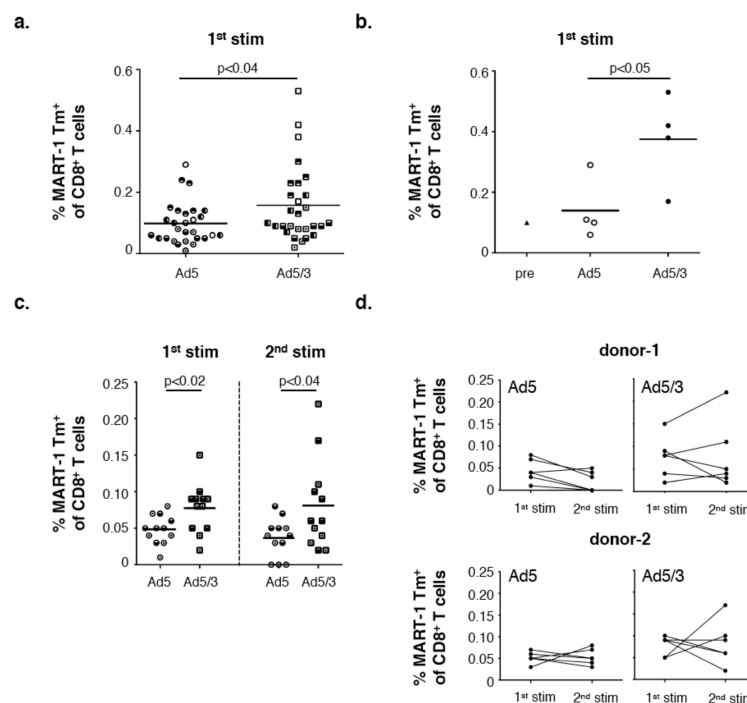 a.
1st stim
p<0.04
% MART-1 Tm+
of CD8+ T cells
0.6
0.4
0.2
0
Ad5
Ad5/3
b.
1st stim
p<0.05
% MART-1 Tm+
of CD8+ T cells
0.6
0.4
0.2
0
pre
Ad5
Ad5/3
c.
1st stim
2nd stim
p<0.02
p<0.04
% MART-1 Tm+
of CD8+ T cells
0.25
0.20
0.15
0.10
0.05
0
Ad5
Ad5/3
Ad5
Ad5/3
d.
donor-1
Ad5
Ad5/3
% MART-1 Tm+
of CD8+ T cells
0.25
0.20
0.15
0.10
0.05
0
1st stim
2nd stim
1st stim
2nd stim
donor-2
Ad5
Ad5/3
% MART-1 Tm+
of CD8+ T cells
0.25
0.20
0.15
0.10
0.05
0
1st stim
2nd stim
1st stim
2nd stim